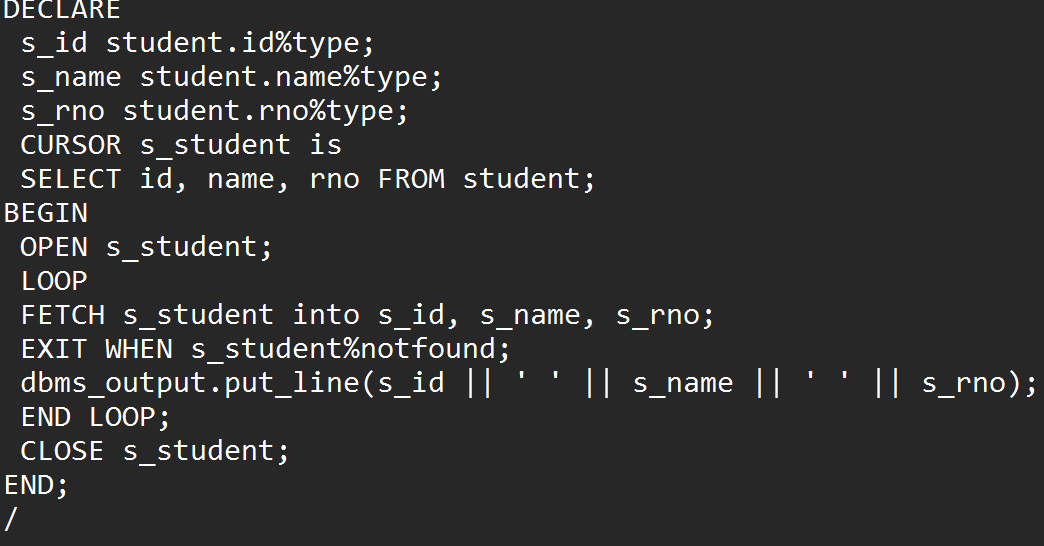 DECLARE
s_id student.id%type;
s_name student.name%type;
s_rno student.rno%type;
CURSOR s_student is
SELECT id, name, rno FROM student;
BEGIN
OPEN s_student;
LOOP
FETCH s_student into s_id, s_name, s_rno;
EXIT WHEN s_student%notfound;
dbms_output.put_line(s_id || ' ' || s_name || ' ' || s_rno);
END LOOP;
CLOSE s_student;
END;
/